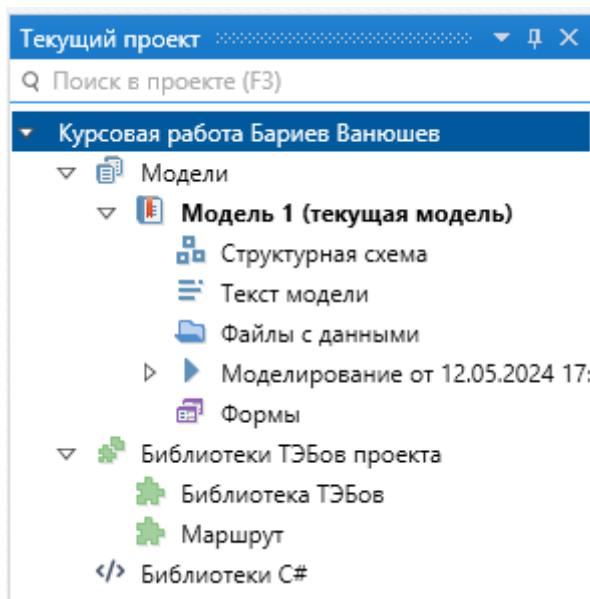 Текущий проект
Поиск в проекте (F3)
Курсовая работа Бариев Ванюшев
Модели
Модель 1 (текущая модель)
Структурная схема
Текст модели
Файлы с данными
Моделирование от 12.05.2024 17:
Формы
Библиотеки ТЭБов проекта
Библиотека ТЭБов
Маршрут
Библиотеки C#